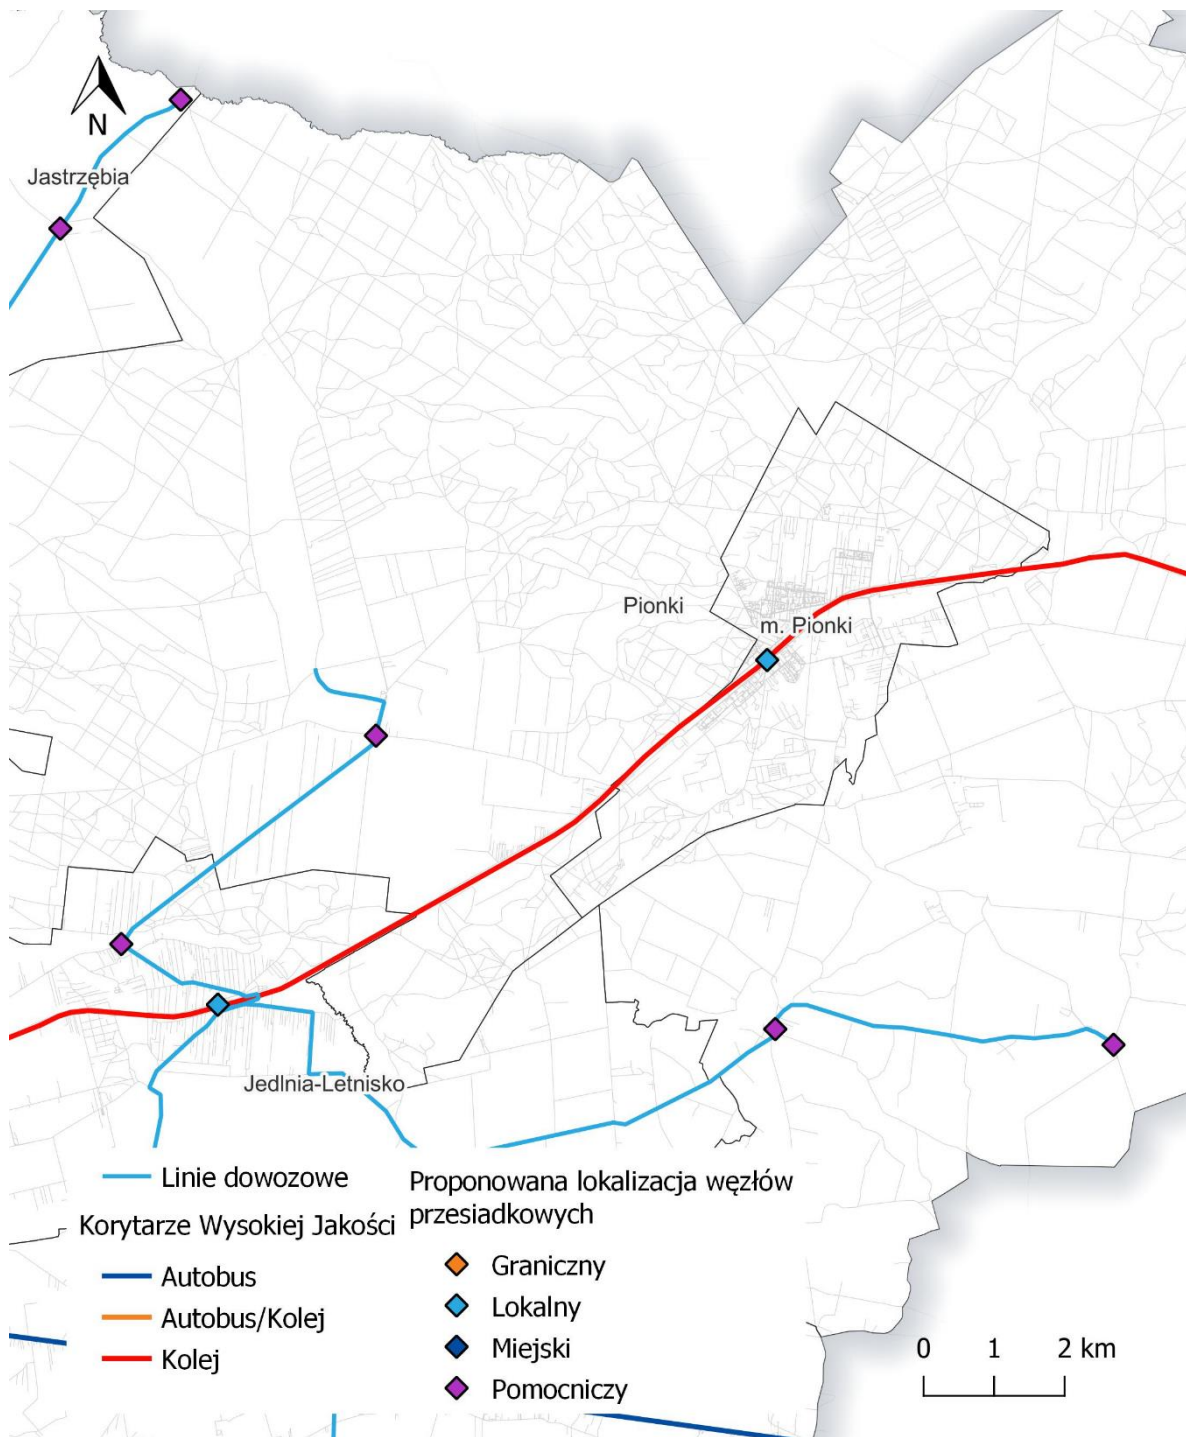 N
Jastrzębia
Pionki
m. Pionki
Jedlnia-Letnisko
Linie dowozowe
Korytarze Wysokiej Jakości
Autobus
Autobus/Kolej
Kolej
Proponowana lokalizacja węzłów
przesiadkowych
Graniczny
Lokalny
Miejski
Pomocniczy
0 1 2 km